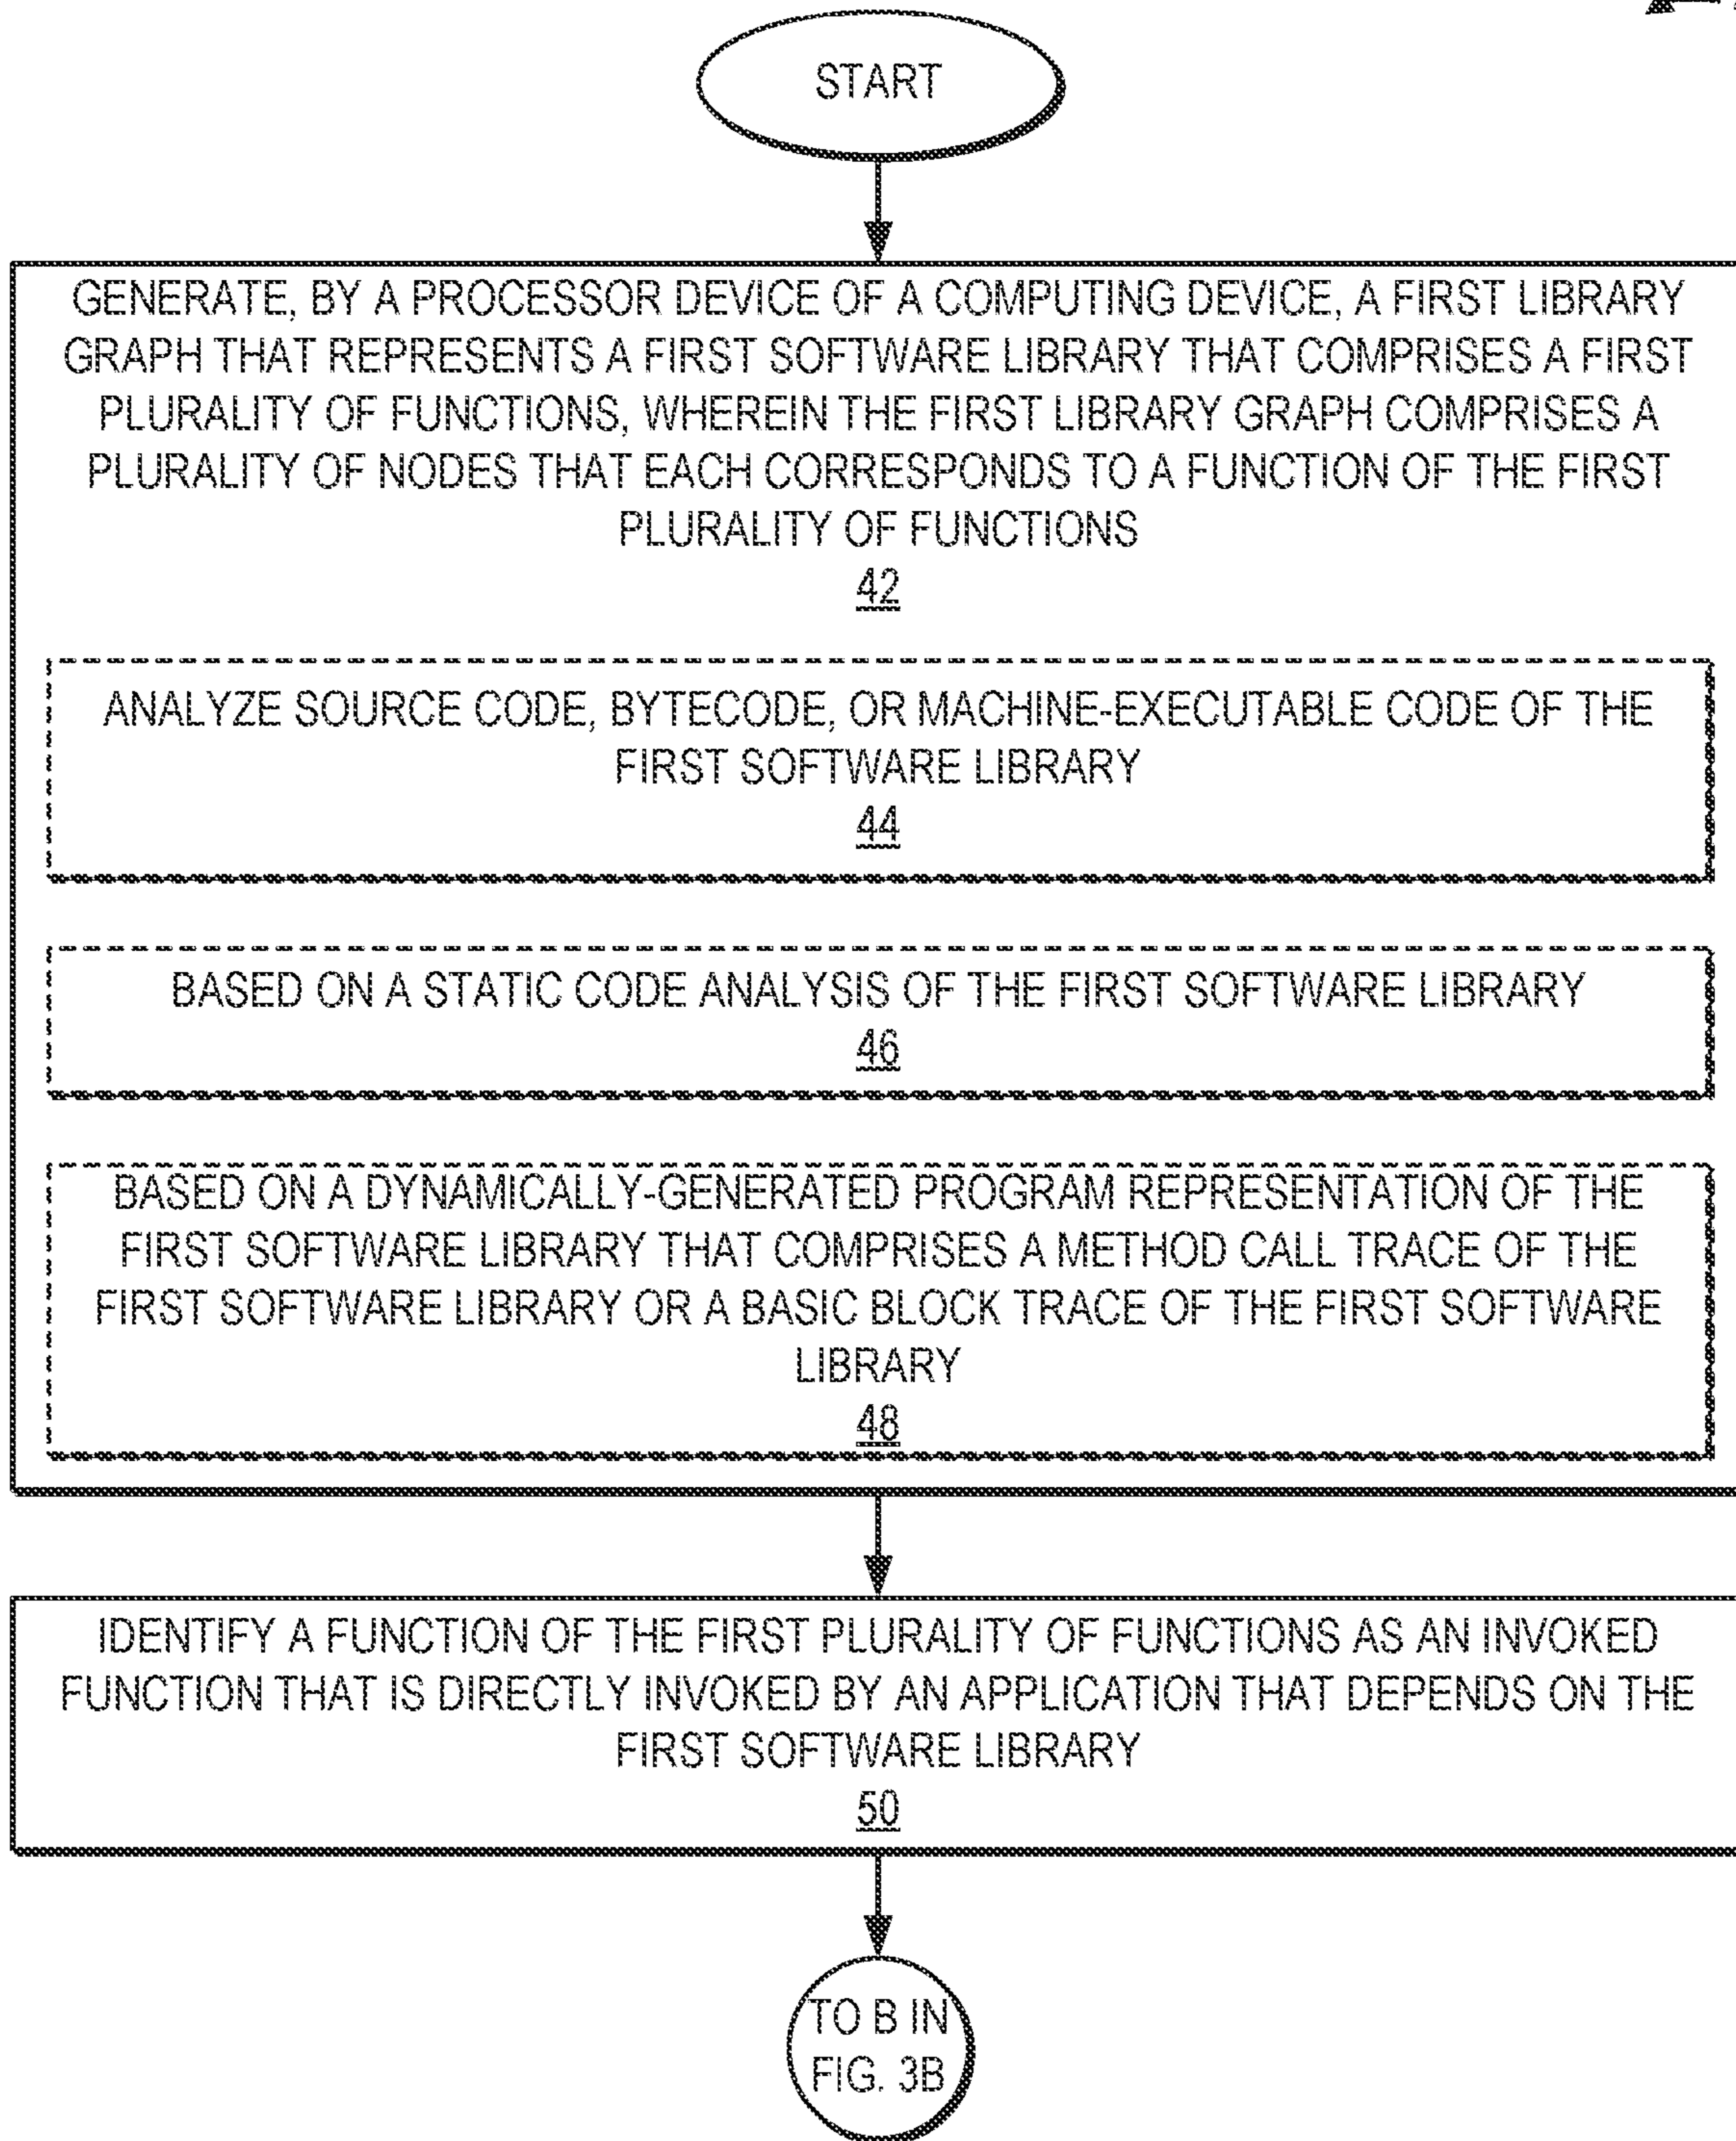 START
GENERATE, BY A PROCESSOR DEVICE OF A COMPUTING DEVICE, A FIRST LIBRARY
GRAPH THAT REPRESENTS A FIRST SOFTWARE LIBRARY THAT COMPRISES A FIRST
PLURALITY OF FUNCTIONS, WHEREIN THE FIRST LIBRARY GRAPH COMPRISES A
PLURALITY OF NODES THAT EACH CORRESPONDS TO A FUNCTION OF THE FIRST
PLURALITY OF FUNCTIONS
42
ANALYZE SOURCE CODE, BYTECODE, OR MACHINE-EXECUTABLE CODE OF THE
FIRST SOFTWARE LIBRARY
44
BASED ON A STATIC CODE ANALYSIS OF THE FIRST SOFTWARE LIBRARY
46
BASED ON A DYNAMICALLY-GENERATED PROGRAM REPRESENTATION OF THE
FIRST SOFTWARE LIBRARY THAT COMPRISES A METHOD CALL TRACE OF THE
FIRST SOFTWARE LIBRARY OR A BASIC BLOCK TRACE OF THE FIRST SOFTWARE
LIBRARY
48
IDENTIFY A FUNCTION OF THE FIRST PLURALITY OF FUNCTIONS AS AN INVOKED
FUNCTION THAT IS DIRECTLY INVOKED BY AN APPLICATION THAT DEPENDS ON THE
FIRST SOFTWARE LIBRARY
50
TO B IN
FIG. 3B